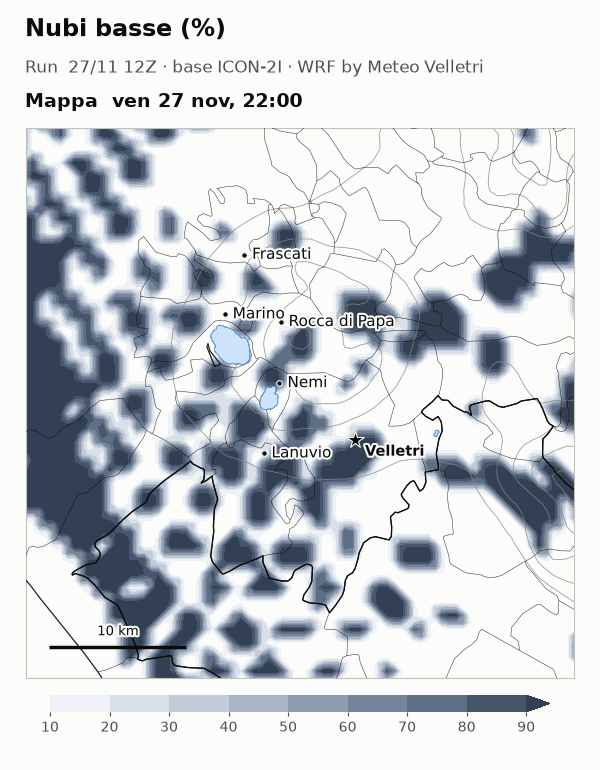 Nubi basse (%)
Run  27/11 12Z · base ICON-2I · WRF by Meteo Velletri
Mappa  ven 27 nov, 22:00
Frascati
Marino
Rocca di Papa
Nemi
Velletri
Lanuvio
10 km
10 20 30 40 50 60 70 80 90